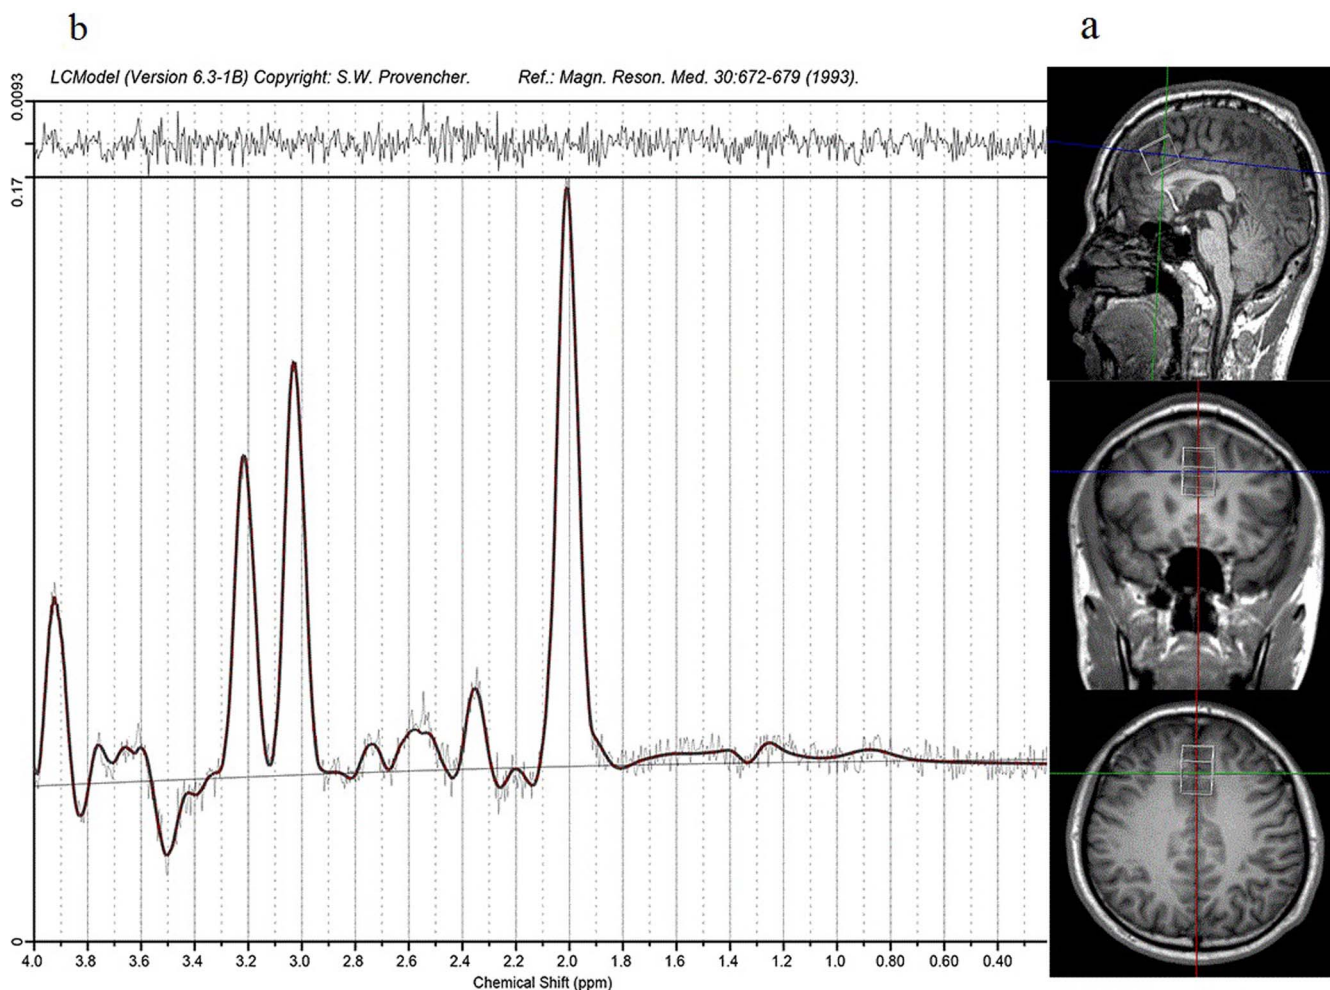 b
a
LCModel (Version 6.3-1B) Copyright: S.W. Provencher. Ref.: Magn. Reson. Med. 30:672-679 (1993).
0.0093
0.17
0
4.0 3.8 3.6 3.4 3.2 3.0 2.8 2.6 2.4 2.2 2.0 1.8 1.6 1.4 1.2 1.0 0.80 0.60 0.40
Chemical Shift (ppm)